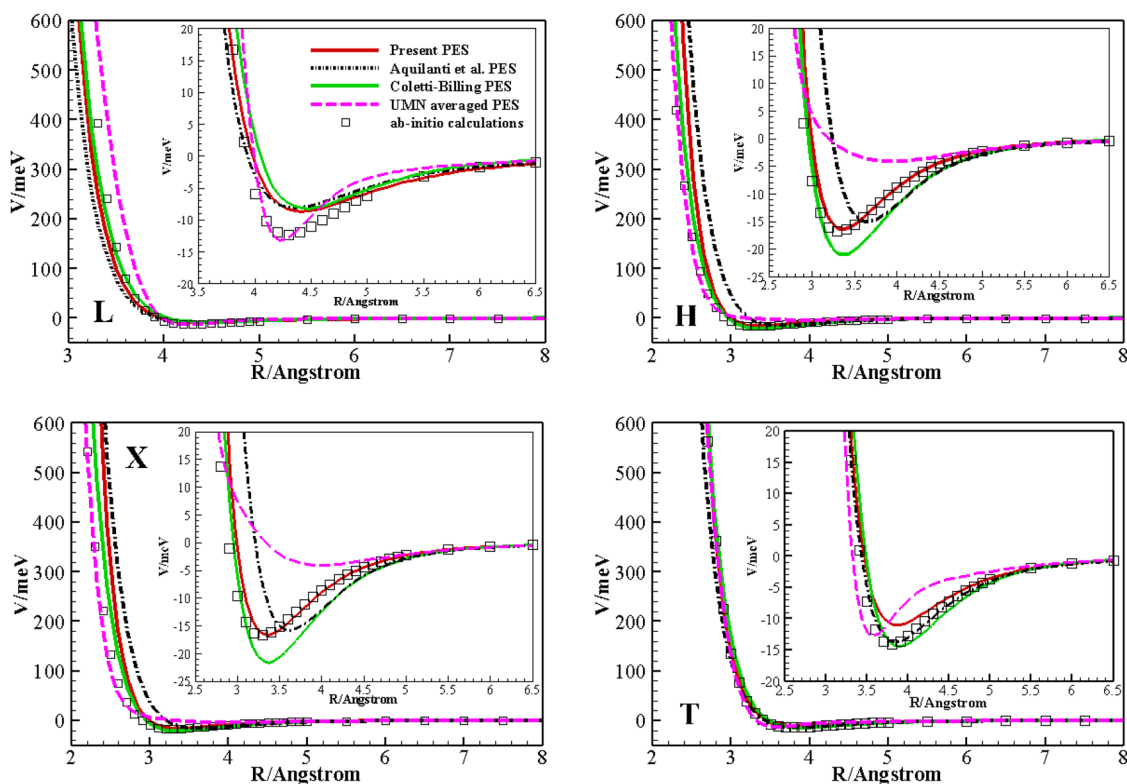 600
500
400
300
200
100
0
V/meV
3 4 5 6 7 8
R/Angstrom
L
20
15
10
5
0
-5
-10
-15
-20
V/meV
3.5 4 4.5 5 5.5 6 6.5
R/Angstrom
Present PES
Aquilanti et al. PES
Coletti-Billing PES
UMN averaged PES
ab-initio calculations
600
500
400
300
200
100
0
V/meV
2 3 4 5 6 7 8
R/Angstrom
H
20
15
10
5
0
-5
-10
-15
-20
-25
V/meV
2.5 3 3.5 4 4.5 5 5.5 6 6.5
R/Angstrom
600
500
400
300
200
100
0
V/meV
2 3 4 5 6 7 8
R/Angstrom
X
20
15
10
5
0
-5
-10
-15
-20
-25
V/meV
2.5 3 3.5 4 4.5 5 5.5 6 6.5
R/Angstrom
600
500
400
300
200
100
0
V/meV
2 3 4 5 6 7 8
R/Angstrom
T
20
15
10
5
0
-5
-10
-15
-20
-25
V/meV
2.5 3 3.5 4 4.5 5 5.5 6 6.5
R/Angstrom